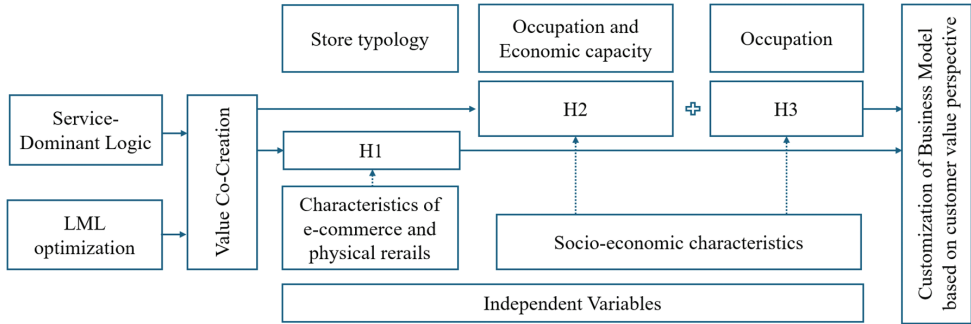 Store typology
Occupation and
Economic capacity
Occupation
Service-
Dominant Logic
LML
optimization
Value Co-Creation
H1
H2
H3
Characteristics of
e-commerce and
physical rerails
Socio-economic characteristics
Independent Variables
Customization of Business Model
based on customer value perspective